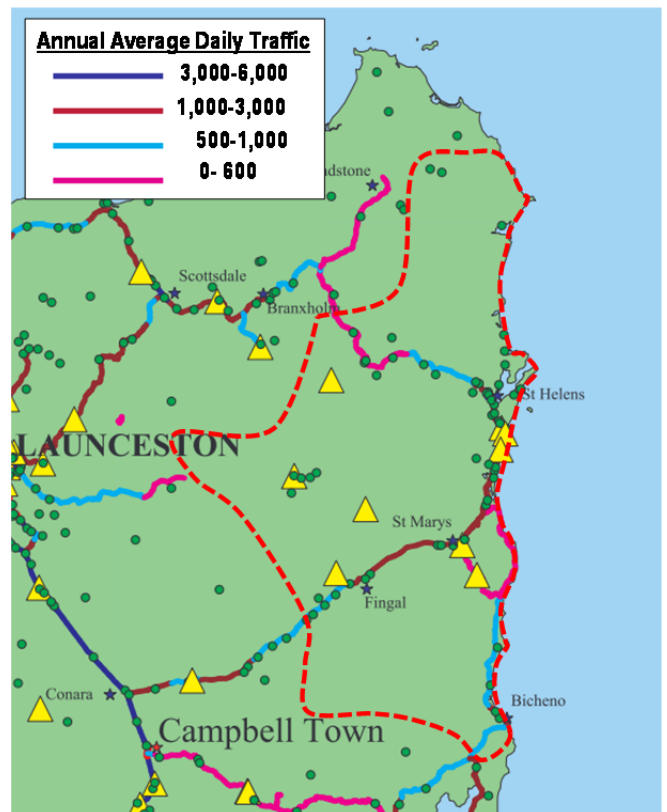 Annual Average Daily Traffic
3,000-6,000
1,000-3,000
500-1,000
0- 600
dstone
Scottsdale
Branxholm
St Helens
LAUNCESTON
St Marys
Fingal
Conara
Bicheno
Campbell Town